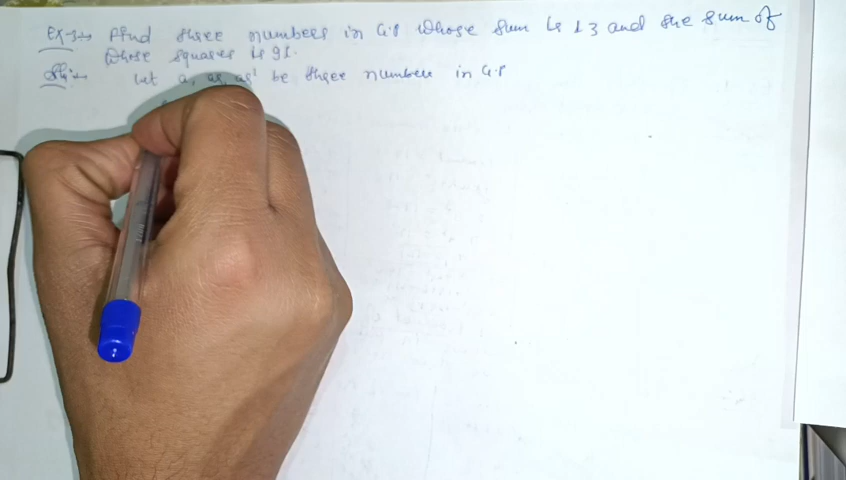 Ex-3→ Find three numbers in G.P whose sum is 13 and the sum of
whose squares is 91.
Sol:→ Let a, ar, ar² be three numbers in G.P